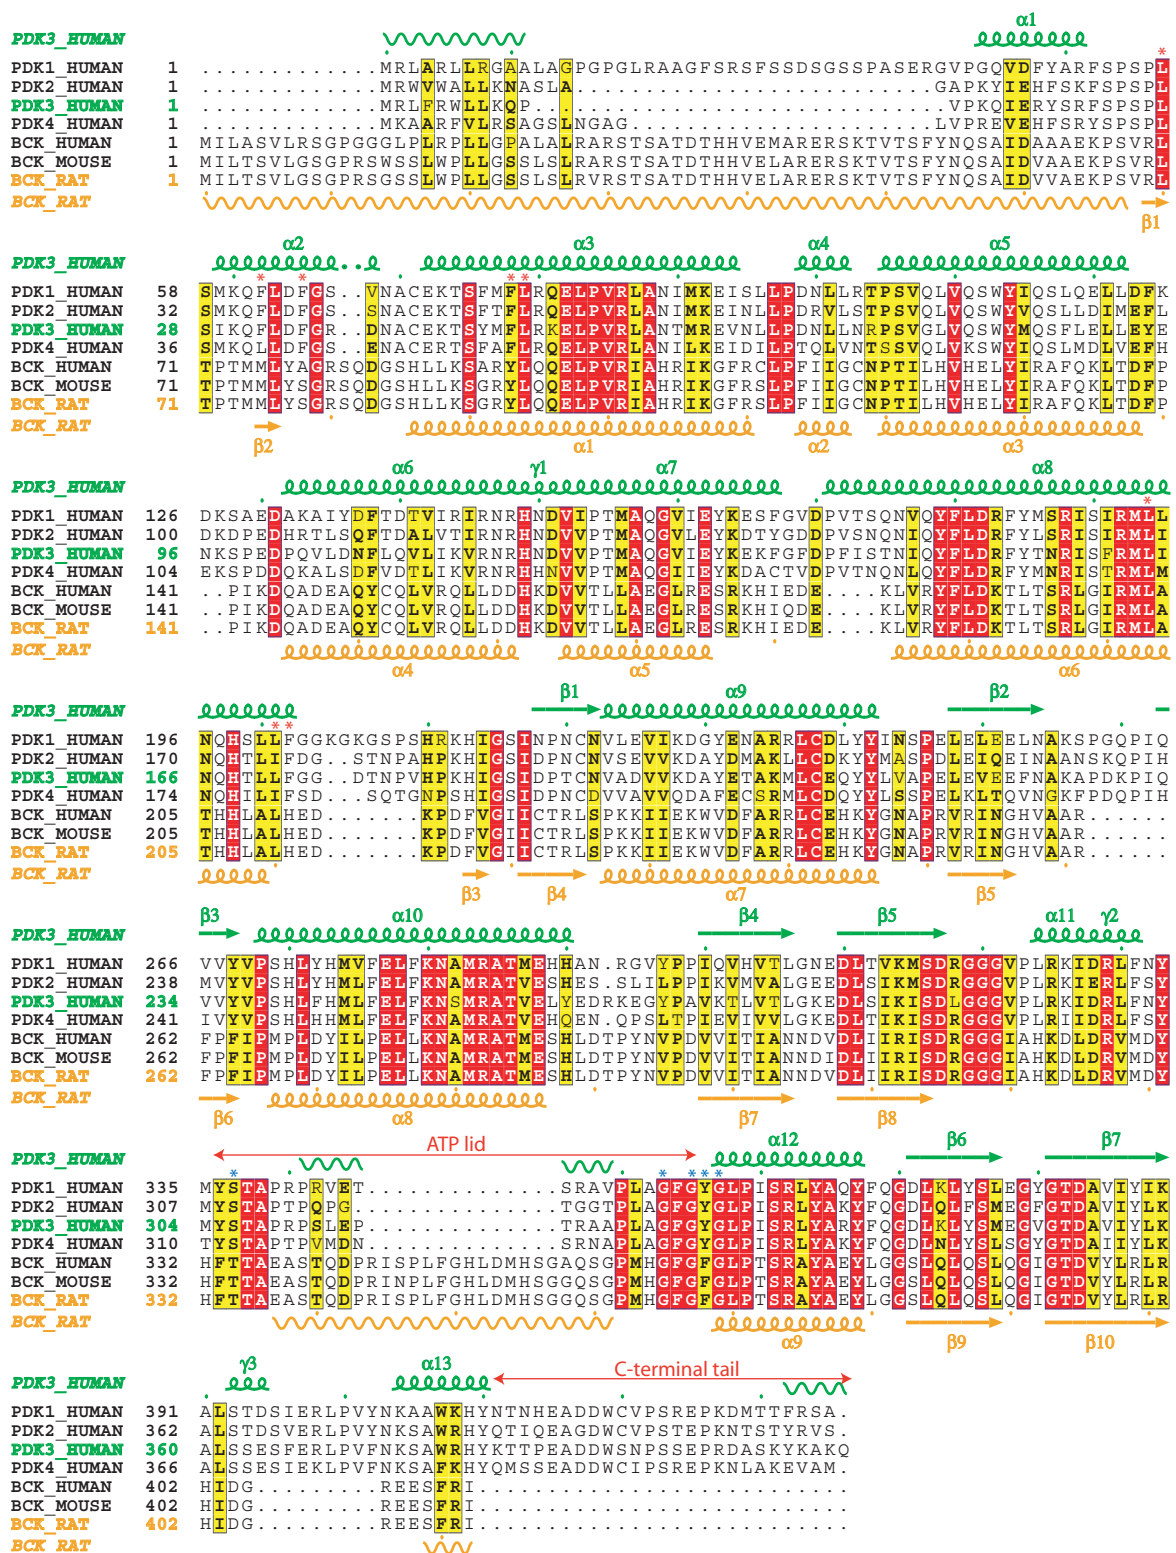 PDK3_HUMAN α1
PDK1_HUMAN 1 .............MRLARLLRGAALAGPGPGLRAAGFSRSFSSDSGSSPASERGVPGQVDFYARFSPSPL
PDK2_HUMAN 1 .............MRWVWALLKNASLA...........................GAPKYIEHFSKFSPSPL
PDK3_HUMAN 1 .............MRLFRWLLKQP..............................VPKQIERYSRFSPSPL
PDK4_HUMAN 1 .............MKAARFVLRSAGSLNGAG.......................LVPREVEHFSRYSPSPL
BCK_HUMAN 1 MILASVLRSGPGGGLPLRPLLGPALALRARSTSATDTHHVEMARERSKTVTSFYNQSAIDAAAEKPSVRL
BCK_MOUSE 1 MILTSVLGSGPRSWSSLWPLLGSSLSLRARSTSATDTHHVELARERSKTVTSFYNQSAIDVAAEKPSVRL
BCK_RAT 1 MILTSVLGSGPRSGSSLWPLLGSSLSLRVRSTSATDTHHVELARERSKTVTSFYNQSAIDVVAEKPSVRL
BCK_RAT β1
PDK3_HUMAN α2 α3 α4 α5
PDK1_HUMAN 58 SMKQFLDFGS..VNACEKTSFMFLRQELPVRLANIMKEISLLPDNLLRTPSVQLVQSWYIQSLQELLDFK
PDK2_HUMAN 32 SMKQFLDFGS..SNACEKTSFTFLRQELPVRLANIMKEINLLPDRVLSTPSVQLVQSWYVQSLLDIMEFL
PDK3_HUMAN 28 SIKQFLDFGR..DNACEKTSYMFLRKELPVRLANTMREVNLLPDNLLNRPSVGLVQSWYMQSFLELLEYE
PDK4_HUMAN 36 SMKQLLDFGS..ENACERTSFAFLRQELPVRLANILKEIDILPTQLVNTSSVQLVKSWYIQSLMDLVEFH
BCK_HUMAN 71 TPTMMLYAGRSQDGSHLLKSARYLQQELPVRIAHRIKGFRCLPFIIGCNPTILHVHELYIRAFQKLTDFP
BCK_MOUSE 71 TPTMMLYSGRSQDGSHLLKSGRYLQQELPVRIAHRIKGFRSLPFIIGCNPTILHVHELYIRAFQKLTDFP
BCK_RAT 71 TPTMMLYSGRSQDGSHLLKSGRYLQQELPVRIAHRIKGFRSLPFIIGCNPTILHVHELYIRAFQKLTDFP
BCK_RAT β2 α1 α2 α3
PDK3_HUMAN α6 γ1 α7 α8
PDK1_HUMAN 126 DKSAEDAKAIYDFTDTVIRIRNRHNDVIPTMAQGVIEYKESFGVDPVTSQNVQYFLDRFYMSRISIRMLL
PDK2_HUMAN 100 DKDPEDHRTLSQFTDALVTIRNRHNDVVPTMAQGVLEYKDTYGDDPVSNQNIQYFLDRFYLSRISIRMLI
PDK3_HUMAN 96 NKSPEDPQVLDNFLQVLIKVRNRHNDVVPTMAQGVIEYKEKFGFDPFISTNIQYFLDRFYTNRISFRMLI
PDK4_HUMAN 104 EKSPDDQKALSDFVDTLIKVRNRHHNVVPTMAQGIIEYKDACTVDPVTNQNLQYFLDRFYMNRISTRMLM
BCK_HUMAN 141 ..PIKDQADEAQYCQLVRQLLDDHKDVVTLLAEGLRESRKHIEDE....KLVRYFLDKTLTSRLGIRMLA
BCK_MOUSE 141 ..PIKDQADEAQYCQLVRQLLDDHKDVVTLLAEGLRESRKHIQDE....KLVRYFLDKTLTSRLGIRMLA
BCK_RAT 141 ..PIKDQADEAQYCQLVRQLLDDHKDVVTLLAEGLRESRKHIEDE....KLVRYFLDKTLTSRLGIRMLA
BCK_RAT α4 α5 α6
PDK3_HUMAN β1 α9 β2
PDK1_HUMAN 196 NQHSLLFGGKGKGSPSHRKHIGSINPNCNVLEVIKDGYENARRLCDLYYINSPELELEELNAKSPGQPIQ
PDK2_HUMAN 170 NQHTLIFDG..STNPAHPKHIGSIDPNCNVSEVVKDAYDMAKLLCDKYYMASPDLEIQEINAANSKQPIH
PDK3_HUMAN 166 NQHTLLFGG..DTNPVHPKHIGSIDPTCNVADVVKDAYETAKMLCEQYYLVAPELEVEEFNAKAPDKPIQ
PDK4_HUMAN 174 NQHILIFSD...SQTGNPSHIGSIDPNCDVVAVVQDAFECSRMLCDQYYLSSPELKLTQVNGKFPDQPIH
BCK_HUMAN 205 THHLALHED.......KPDFVGIICTRLSPKKIIEKWVDFARRLCEHKYGNAPRVRINGHVAAR......
BCK_MOUSE 205 THHLALHED.......KPDFVGIICTRLSPKKIIEKWVDFARRLCEHKYGNAPRVRINGHVAAR......
BCK_RAT 205 THHLALHED.......KPDFVGIICTRLSPKKIIEKWVDFARRLCEHKYGNAPRVRINGHVAAR......
BCK_RAT β3 β4 α7 β5
PDK3_HUMAN β3 α10 β4 β5 α11 γ2
PDK1_HUMAN 266 VVYVPSHLYHMVFELFKNAMRATMEHHAN.RGVYPPIQVHVTLGNEDLTVKMSDRGGGVPLRKIDRLFNY
PDK2_HUMAN 238 MVYVPSHLYHMLFELFKNAMRATVESHES.SLILPPIKVMVALGEEDLSIKMSDRGGGVPLRKIERLFSY
PDK3_HUMAN 234 VVYVPSHLFHMLFELFKNSMRATVELYEDRKEGYPAVKTLVTLGKEDLSIKISDLGGGVPLRKIDRLFNY
PDK4_HUMAN 241 IVYVPSHLHHMLFELFKNAMRATVEHQEN.QPSLTPIEVIVVLGKEDLTIKISDRGGGVPLRIIDRLFSY
BCK_HUMAN 262 FPFIPMPLDYILPELLKNAMRATMESHLDTPYNVPDVVITIANNDVDLIIRISDRGGGIAHKDLDRVMDY
BCK_MOUSE 262 FPFIPMPLDYILPELLKNAMRATMESHLDTPYNVPDVVITIANNDIDLIIRISDRGGGIAHKDLDRVMDY
BCK_RAT 262 FPFIPMPLDYILPELLKNAMRATMESHLDTPYNVPDVVITIANNDVDLIIRISDRGGGIAHKDLDRVMDY
BCK_RAT β6 α8 β7 β8
ATP lid
PDK3_HUMAN α12 β6 β7
PDK1_HUMAN 335 MYSTAPRPRVET..............SRAVPLAGFGYGLPISRLYAQYFQGDLKLYSLEGYGTDAVIYIK
PDK2_HUMAN 307 MYSTAPTPQPG...............TGGTPLAGFGYGLPISRLYAKYFQGDLQLFSMEGFGTDAVIYLK
PDK3_HUMAN 304 MYSTAPRPSLEP..............TRAAPLAGFGYGLPISRLYARYFQGDLKLYSMEGVGTDAVIYLK
PDK4_HUMAN 310 TYSTAPTPVMDN..............SRNAPLAGFGYGLPISRLYAKYFQGDLNLYSLSGYGTDAIIYLK
BCK_HUMAN 332 HFTTAEASTQDPRISPLFGHLDMHSGAQSGPMHGFGFGLPTSRAYAEYLGGSLQLQSLQGIGTDVYLRLR
BCK_MOUSE 332 HFTTAEASTQDPRINPLFGHLDMHSGGQSGPMHGFGFGLPTSRAYAEYLGGSLQLQSLQGIGTDVYLRLR
BCK_RAT 332 HFTTAEASTQDPRISPLFGHLDMHSGGQSGPMHGFGFGLPTSRAYAEYLGGSLQLQSLQGIGTDVYLRLR
BCK_RAT α9 β9 β10
PDK3_HUMAN γ3 α13 C-terminal tail
PDK1_HUMAN 391 ALSTDSIERLPVYNKAAWKHYNTNHEADDWCVPSREPKDMTTFRSA.
PDK2_HUMAN 362 ALSTDSVERLPVYNKSAWRHYQTIQEAGDWCVPSTEPKNTSTYRVS.
PDK3_HUMAN 360 ALSSESFERLPVFNKSAWRHYKTTPEADDWSNPSSEPRDASKYKAKQ
PDK4_HUMAN 366 ALSSESIEKLPVFNKSAFKHYQMSSEADDWCIPSREPKNLAKEVAM.
BCK_HUMAN 402 HIDG.........REESFRI...........................
BCK_MOUSE 402 HIDG.........REESFRI...........................
BCK_RAT 402 HIDG.........REESFRI...........................
BCK_RAT